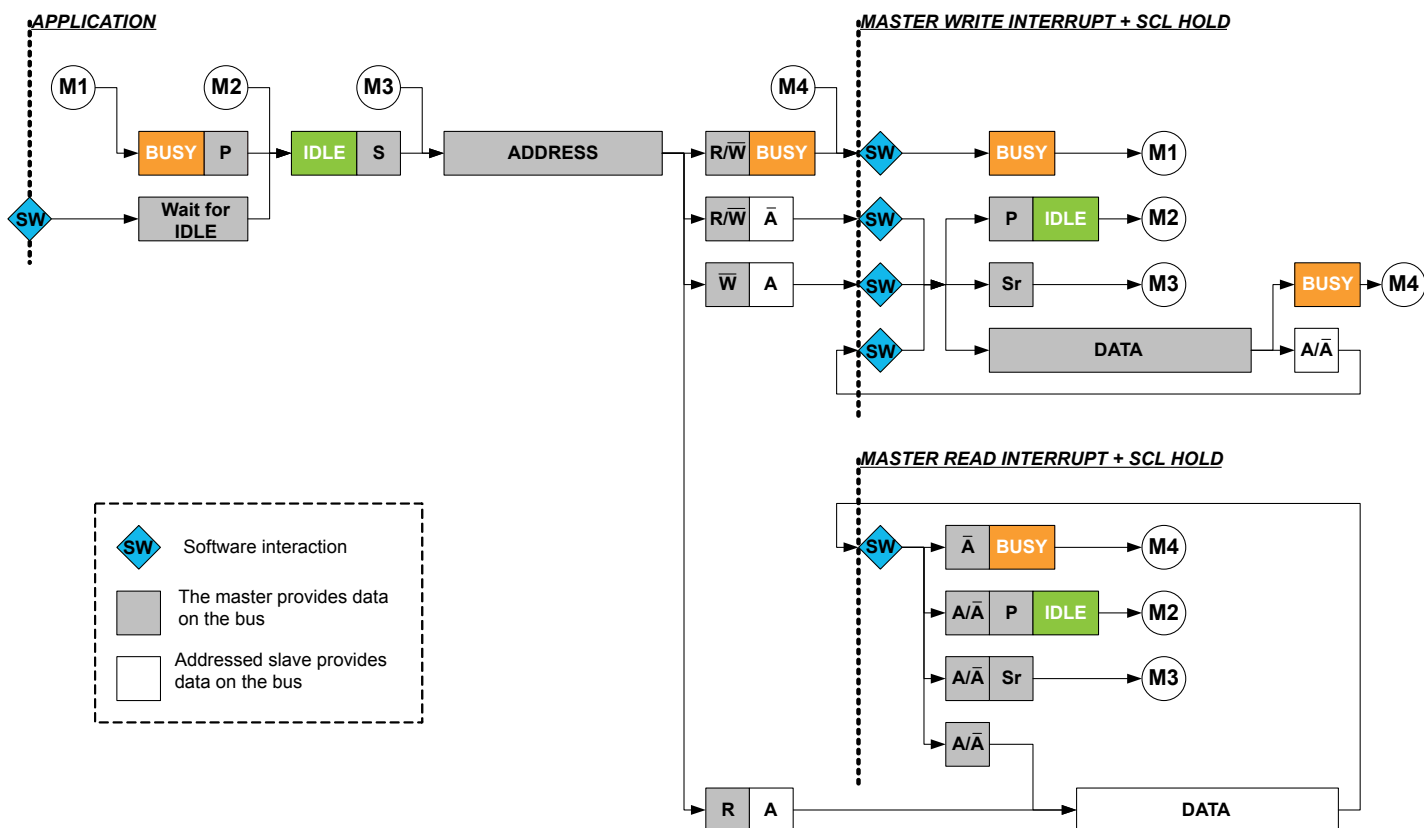 APPLICATION
MASTER WRITE INTERRUPT + SCL HOLD
M1
M2
M3
M4
BUSY P
IDLE S
ADDRESS
R/W̅ BUSY
SW
BUSY
M1
SW
Wait for
IDLE
R/W̅ A̅
SW
P IDLE
M2
W̅ A
SW
Sr
M3
BUSY
M4
SW
DATA
A/A̅
MASTER READ INTERRUPT + SCL HOLD
SW
A̅ BUSY
M4
A/A̅ P IDLE
M2
A/A̅ Sr
M3
A/A̅
R A
DATA
SW
Software interaction
The master provides data
on the bus
Addressed slave provides
data on the bus